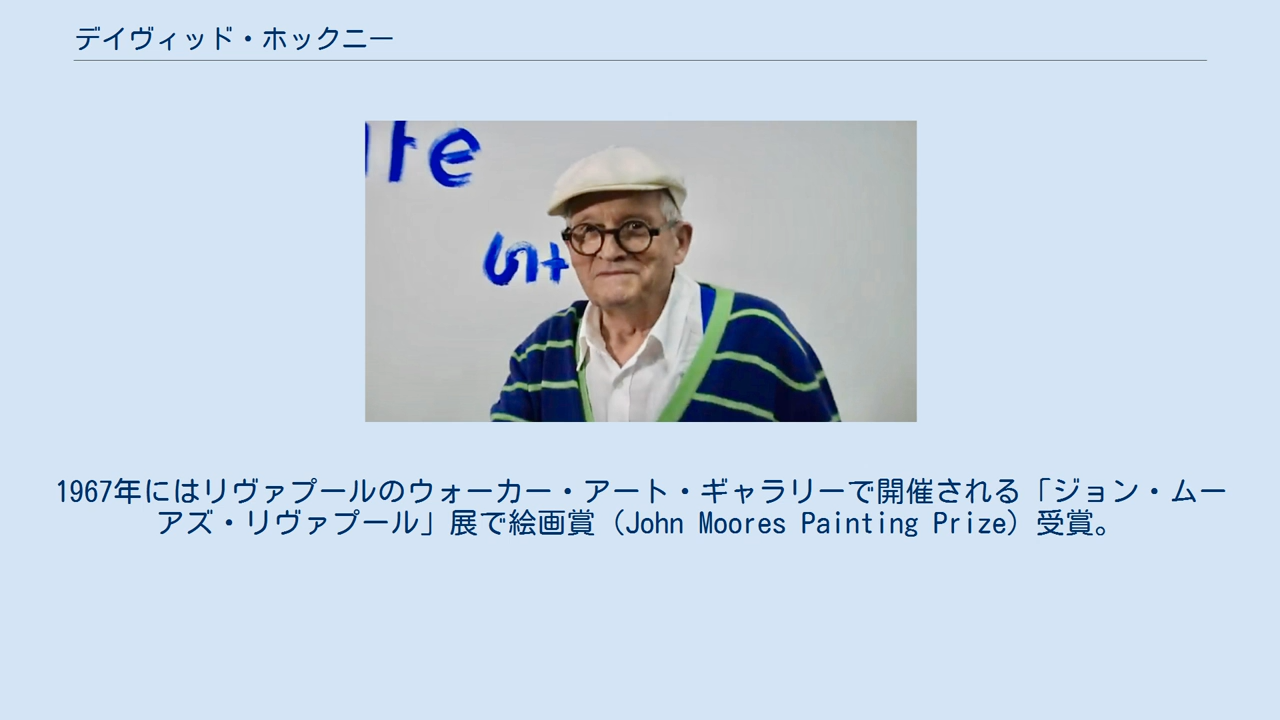 デイヴィッド・ホックニー
1967年にはリヴァプールのウォーカー・アート・ギャラリーで開催される「ジョン・ムー
アズ・リヴァプール」展で絵画賞（John Moores Painting Prize）受賞。